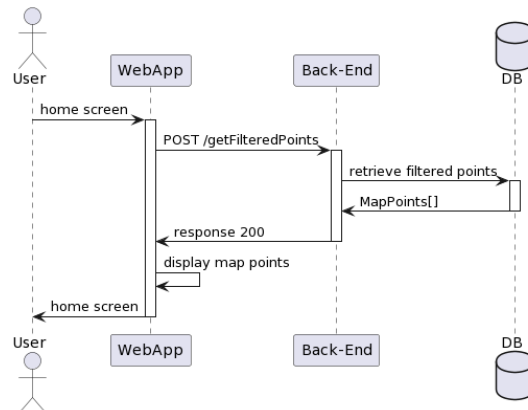 User
WebApp
Back-End
DB
home screen
POST /getFilteredPoints
retrieve filtered points
MapPoints[]
response 200
display map points
home screen
User
WebApp
Back-End
DB